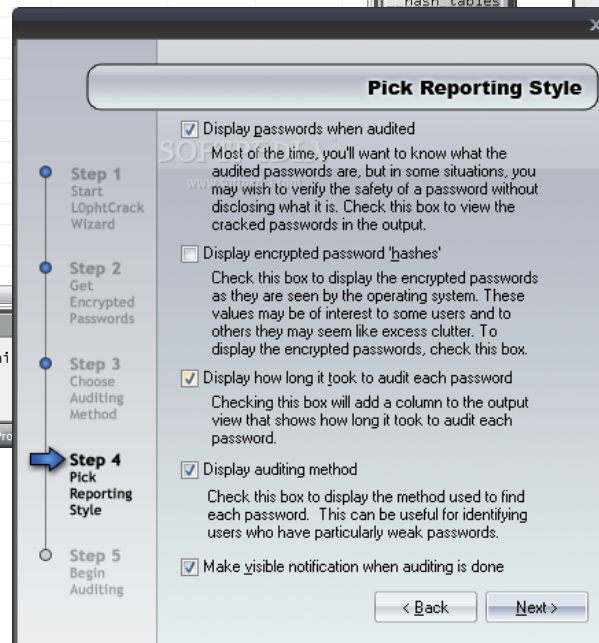 hash tables
Pick Reporting Style
Display passwords when audited
Most of the time, you'll want to know what the
audited passwords are, but in some situations, you
may wish to verify the safety of a password without
disclosing what it is. Check this box to view the
cracked passwords in the output.
SOFTPEDIA
Display encrypted password 'hashes'
Check this box to display the encrypted passwords
as they are seen by the operating system. These
values may be of interest to some users and to
others they may seem like excess clutter. To
display the encrypted passwords, check this box.
Display how long it took to audit each password
Checking this box will add a column to the output
view that shows how long it took to audit each
password.
Display auditing method
Check this box to display the method used to find
each password. This can be useful for identifying
users who have particularly weak passwords.
Make visible notification when auditing is done
Step 1
Start
L0phtCrack
Wizard
Step 2
Get
Encrypted
Passwords
Step 3
Choose
Auditing
Method
Step 4
Pick
Reporting
Style
Step 5
Begin
Auditing
< Back
Next >